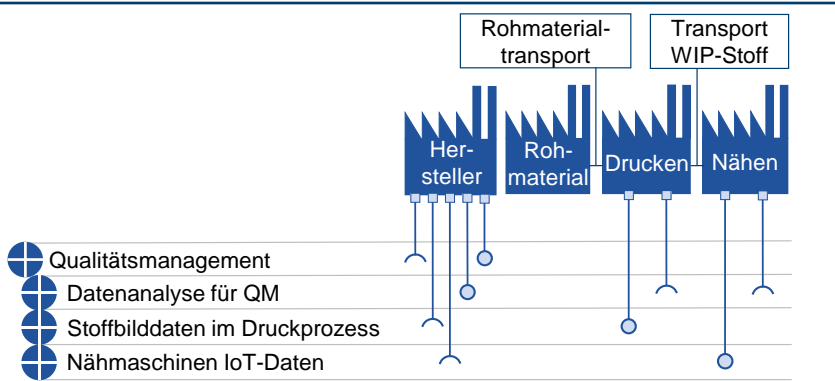 Rohmaterial-
transport
Transport
WIP-Stoff
Her-
steller
Roh-
material
Drucken
Nähen
Qualitätsmanagement
Datenanalyse für QM
Stoffbilddaten im Druckprozess
Nähmaschinen IoT-Daten